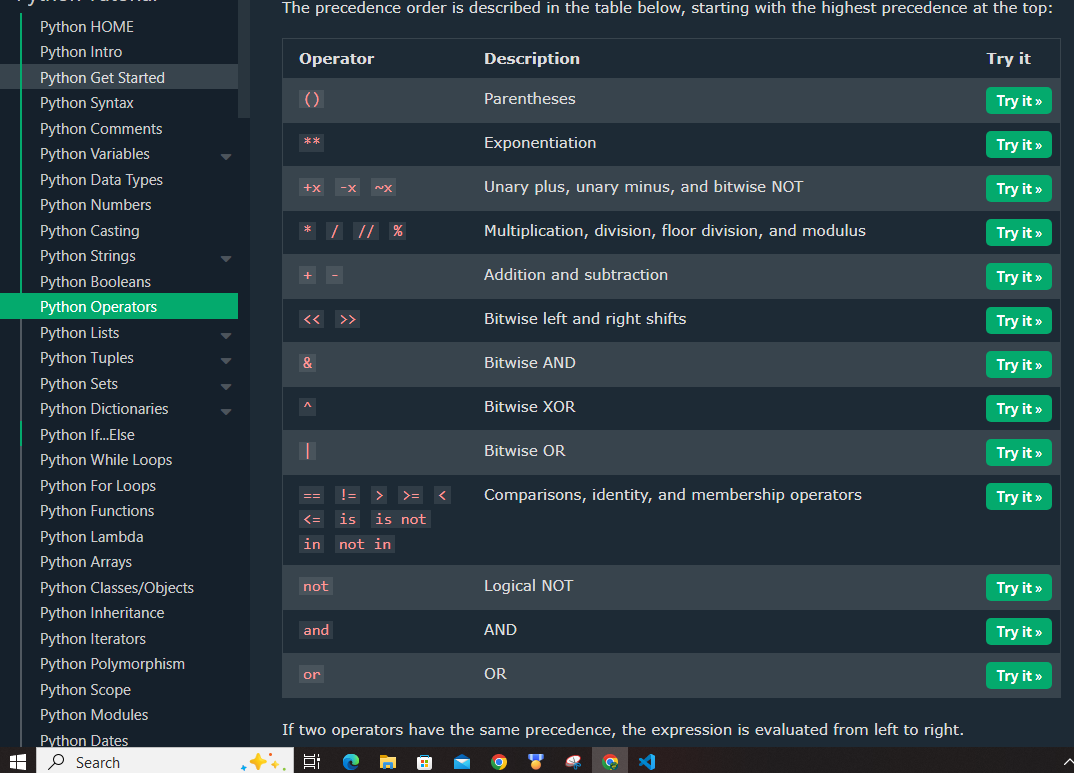 Python HOME
Python Intro
Python Get Started
Python Syntax
Python Comments
Python Variables
Python Data Types
Python Numbers
Python Casting
Python Strings
Python Booleans
Python Operators
Python Lists
Python Tuples
Python Sets
Python Dictionaries
Python If...Else
Python While Loops
Python For Loops
Python Functions
Python Lambda
Python Arrays
Python Classes/Objects
Python Inheritance
Python Iterators
Python Polymorphism
Python Scope
Python Modules
Python Dates
The precedence order is described in the table below, starting with the highest precedence at the top:
Operator Description Try it
() Parentheses Try it »
** Exponentiation Try it »
+x -x ~x Unary plus, unary minus, and bitwise NOT Try it »
* / // % Multiplication, division, floor division, and modulus Try it »
+ - Addition and subtraction Try it »
<< >> Bitwise left and right shifts Try it »
& Bitwise AND Try it »
^ Bitwise XOR Try it »
| Bitwise OR Try it »
== != > >= < Comparisons, identity, and membership operators Try it »
<= is is not
in not in
not Logical NOT Try it »
and AND Try it »
or OR Try it »
If two operators have the same precedence, the expression is evaluated from left to right.
Search